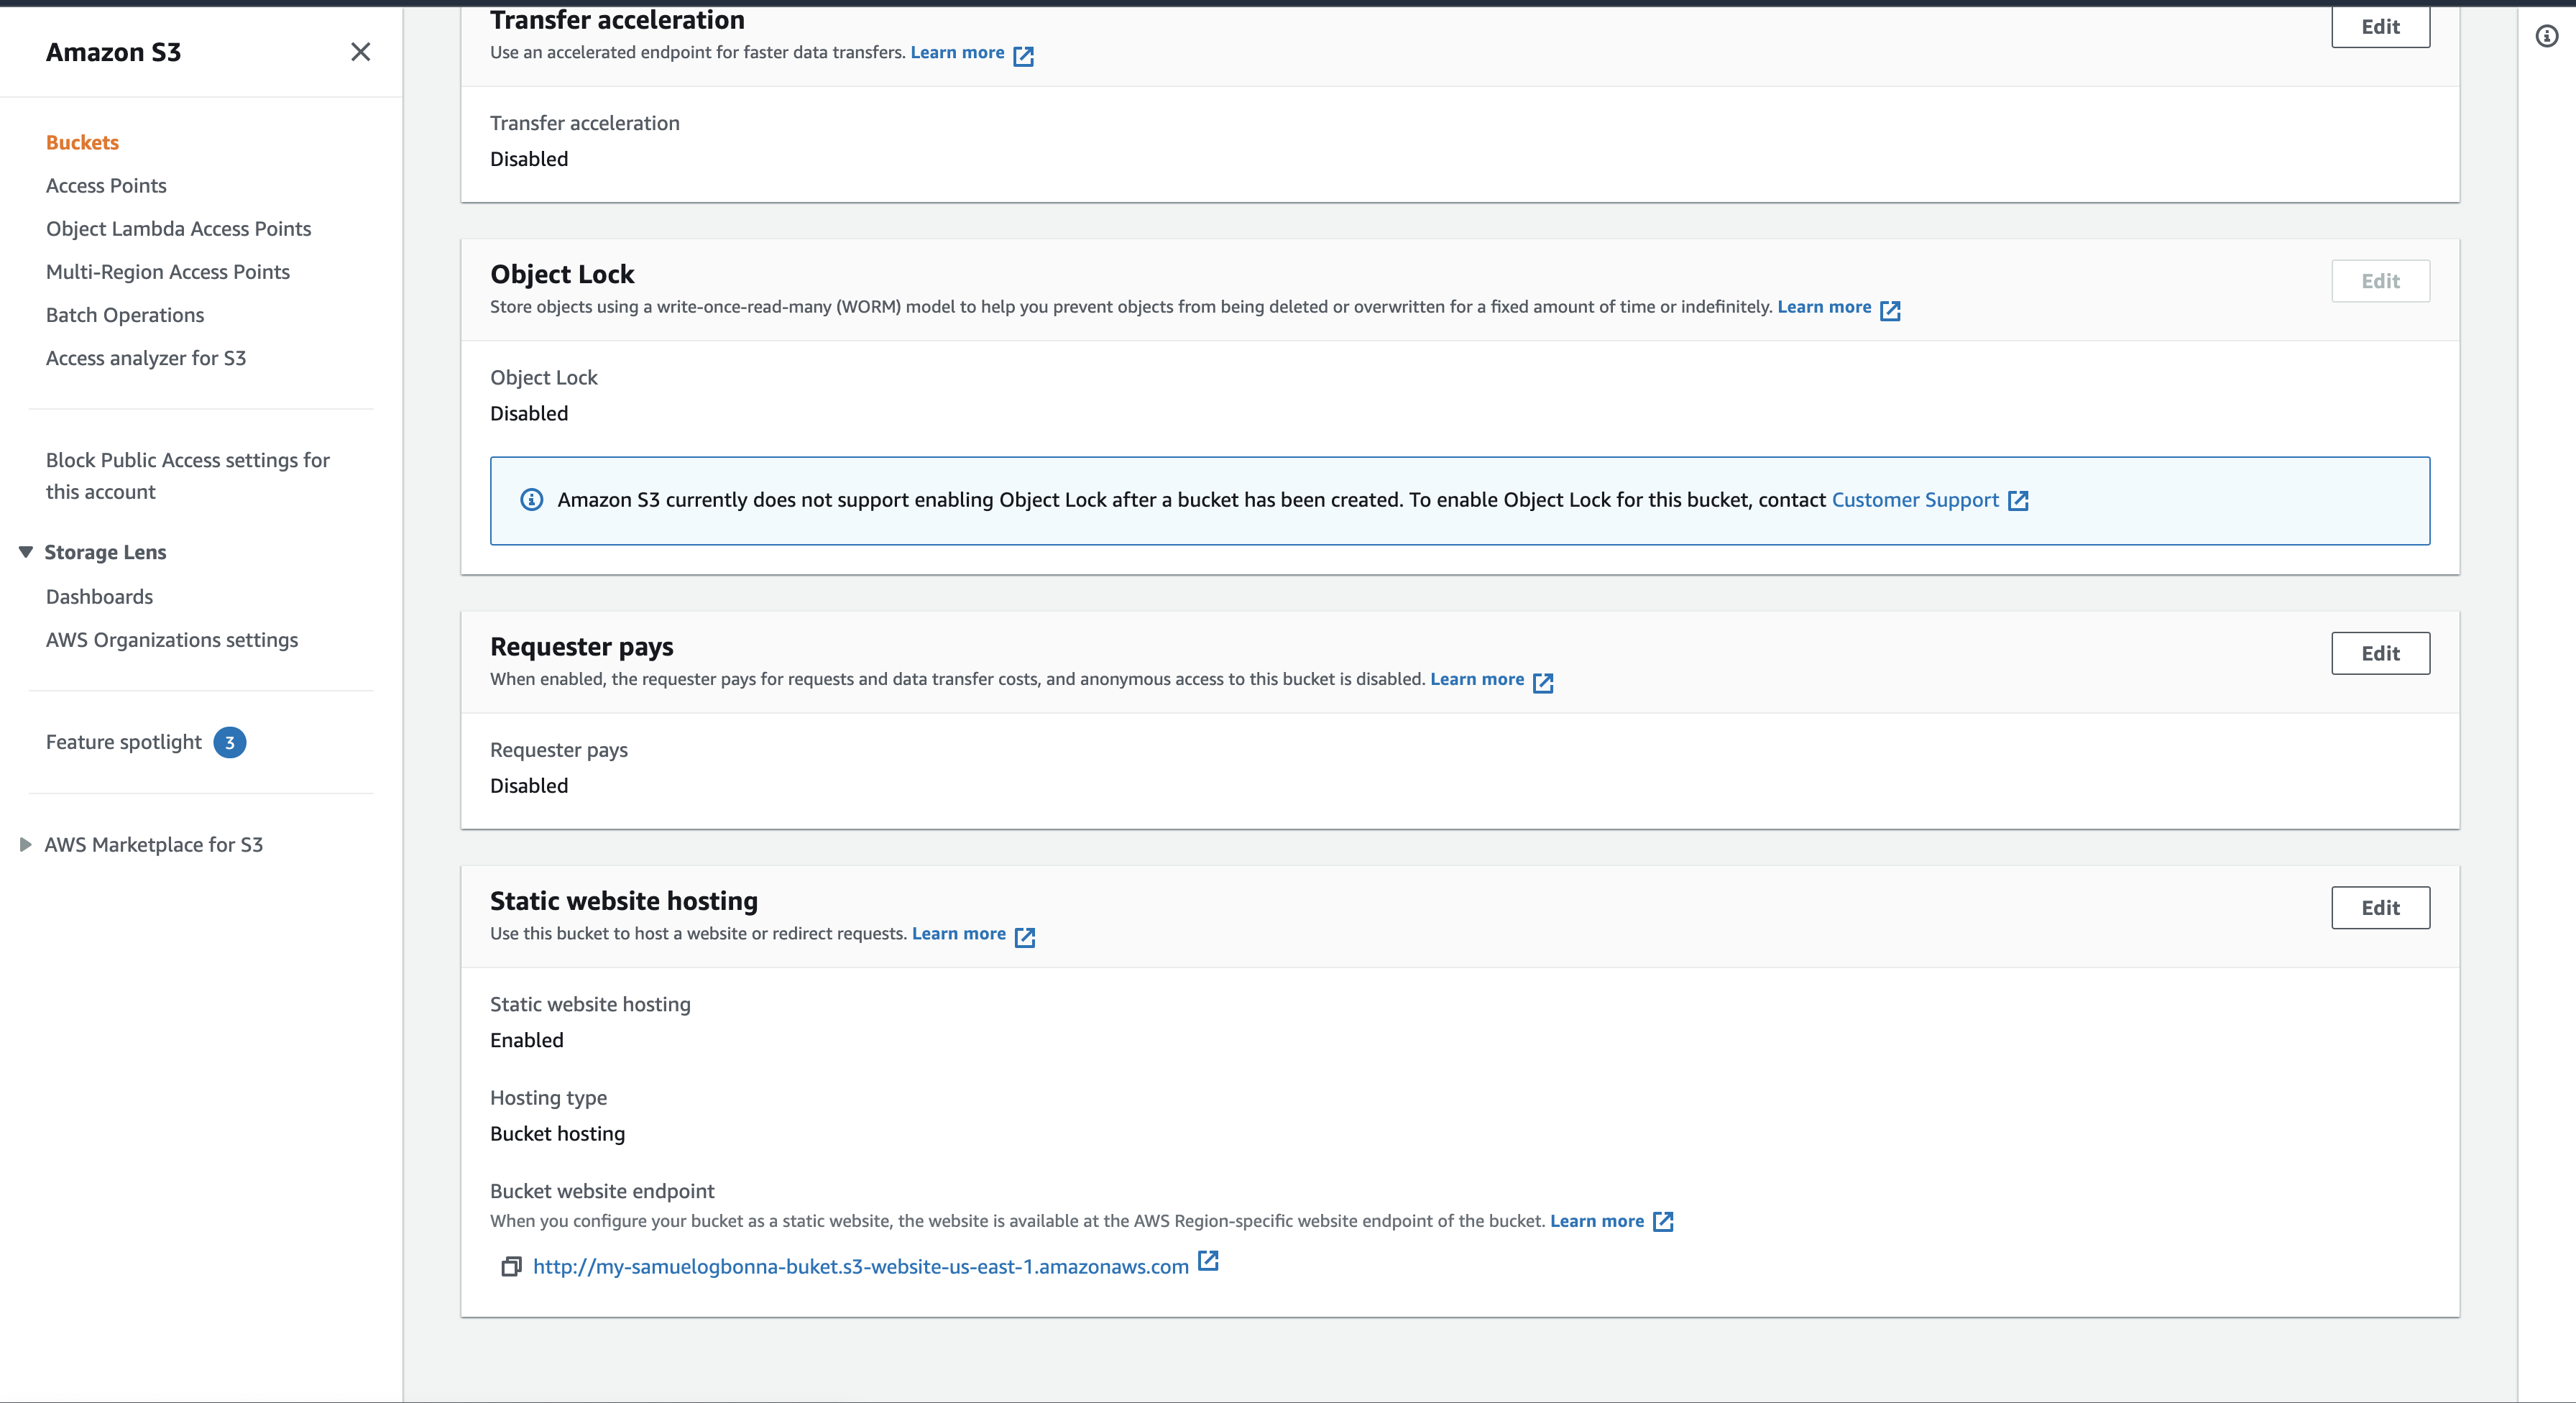 Amazon S3
Buckets
Access Points
Object Lambda Access Points
Multi-Region Access Points
Batch Operations
Access analyzer for S3
Block Public Access settings for
this account
Storage Lens
Dashboards
AWS Organizations settings
Feature spotlight 3
AWS Marketplace for S3
Transfer acceleration
Edit
Use an accelerated endpoint for faster data transfers. Learn more
Transfer acceleration
Disabled
Object Lock
Edit
Store objects using a write-once-read-many (WORM) model to help you prevent objects from being deleted or overwritten for a fixed amount of time or indefinitely. Learn more
Object Lock
Disabled
Amazon S3 currently does not support enabling Object Lock after a bucket has been created. To enable Object Lock for this bucket, contact Customer Support
Requester pays
Edit
When enabled, the requester pays for requests and data transfer costs, and anonymous access to this bucket is disabled. Learn more
Requester pays
Disabled
Static website hosting
Edit
Use this bucket to host a website or redirect requests. Learn more
Static website hosting
Enabled
Hosting type
Bucket hosting
Bucket website endpoint
When you configure your bucket as a static website, the website is available at the AWS Region-specific website endpoint of the bucket. Learn more
http://my-samuelogbonna-buket.s3-website-us-east-1.amazonaws.com